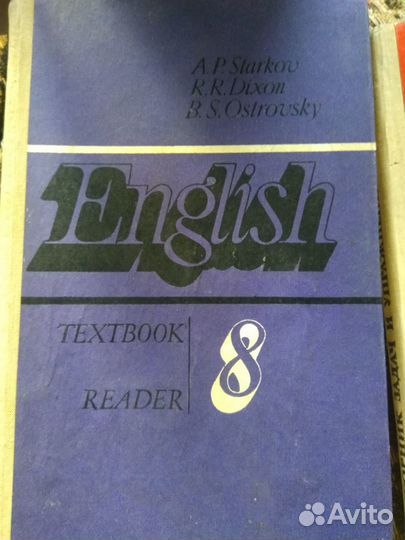 A.P. Starkov
R.R. Dixon
B.S. Ostrovsky
English
TEXTBOOK
READER
8
Avito